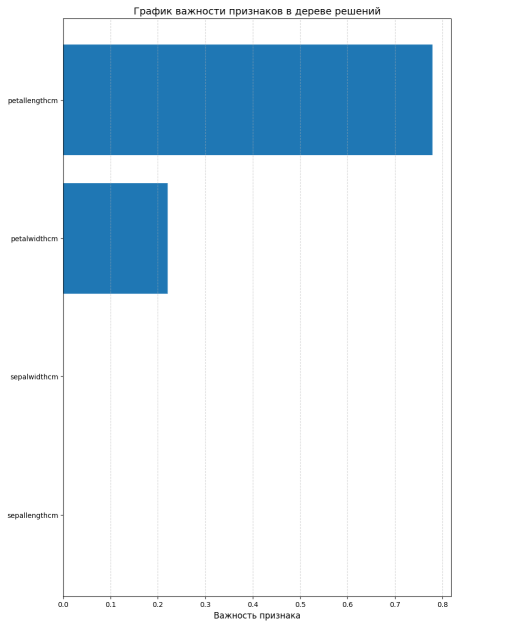 График важности признаков в дереве решений
petallengthcm
petalwidthcm
sepalwidthcm
sepallengthcm
0.0 0.1 0.2 0.3 0.4 0.5 0.6 0.7 0.8
Важность признака